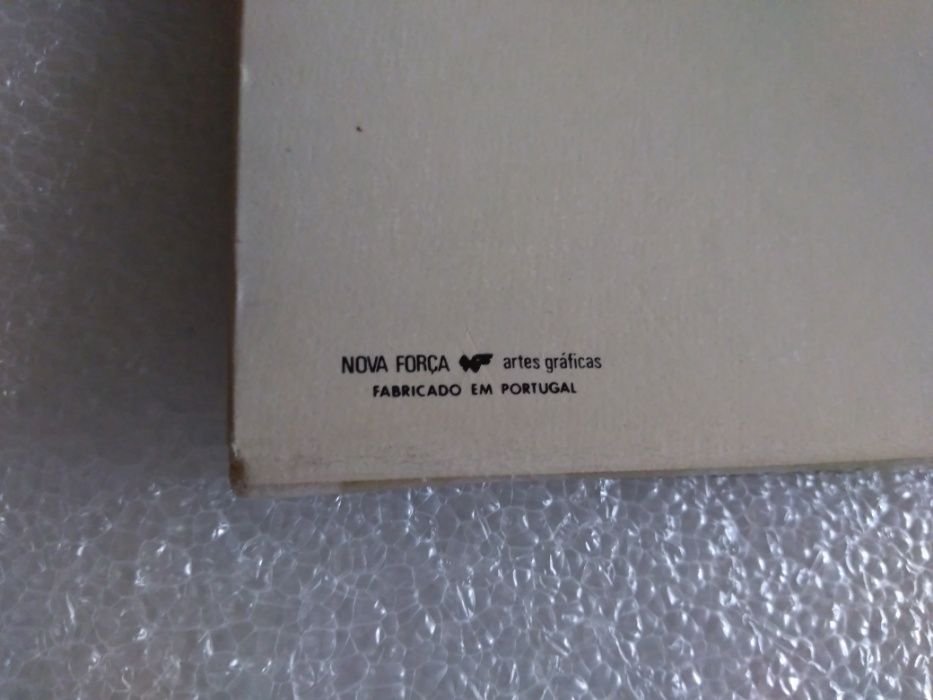 NOVA FORÇA artes gráficas
FABRICADO EM PORTUGAL